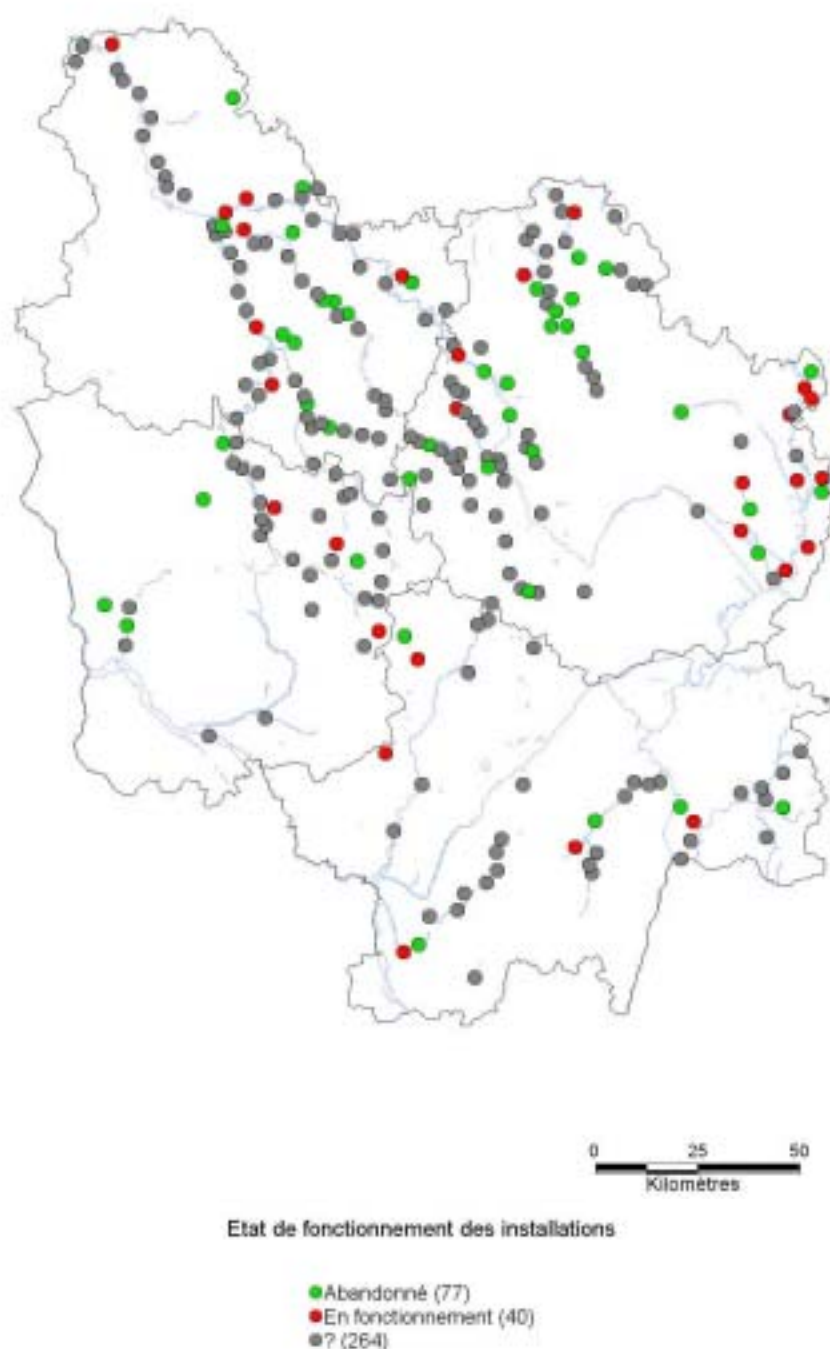 0 25 50
Kilomètres
Etat de fonctionnement des installations
Abandonné (77)
En fonctionnement (40)
? (264)